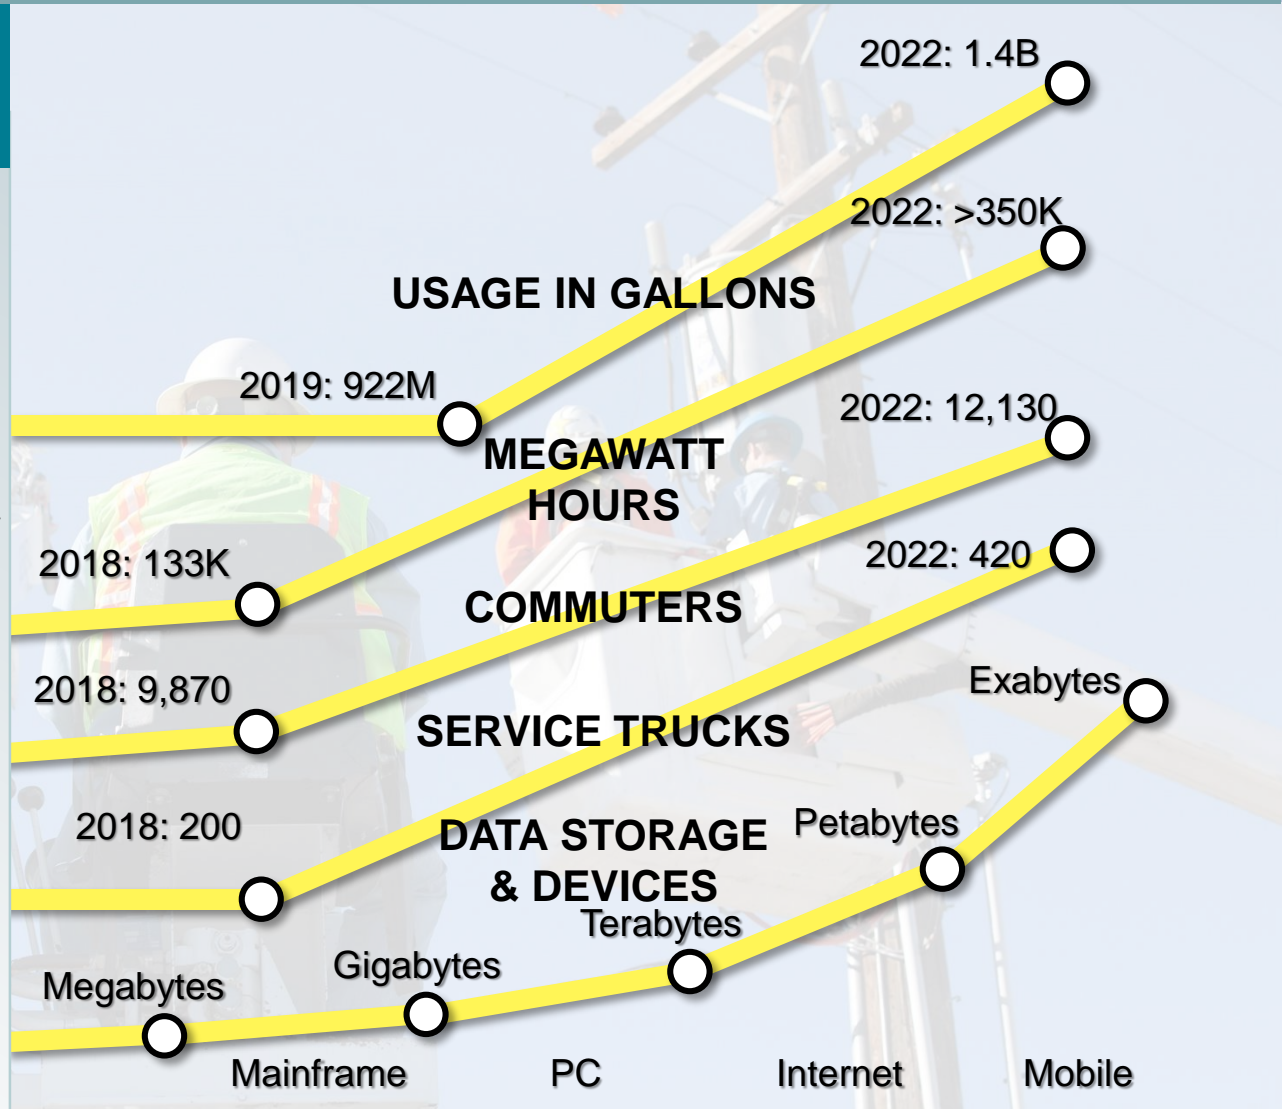 2022: 1.4B
2022: >350K
USAGE IN GALLONS
2019: 922M
2022: 12,130
MEGAWATT
HOURS
2018: 133K
2022: 420
COMMUTERS
2018: 9,870
Exabytes
SERVICE TRUCKS
2018: 200
DATA STORAGE
& DEVICES
Petabytes
Terabytes
Gigabytes
Megabytes
Mainframe PC Internet Mobile